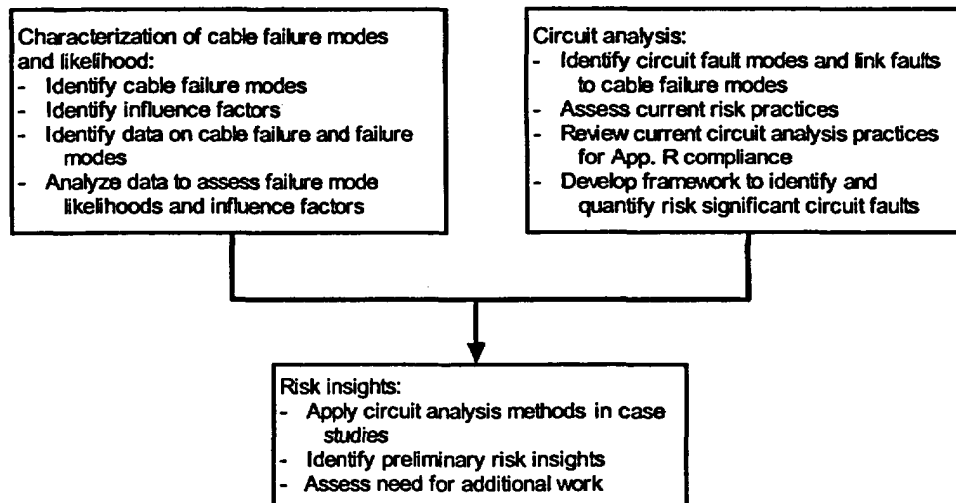 Characterization of cable failure modes
and likelihood:
- Identify cable failure modes
- Identify influence factors
- Identify data on cable failure and failure
modes
- Analyze data to assess failure mode
likelihoods and influence factors
Circuit analysis:
- Identify circuit fault modes and link faults
to cable failure modes
- Assess current risk practices
- Review current circuit analysis practices
for App. R compliance
- Develop framework to identify and
quantify risk significant circuit faults
Risk insights:
- Apply circuit analysis methods in case
studies
- Identify preliminary risk insights
- Assess need for additional work